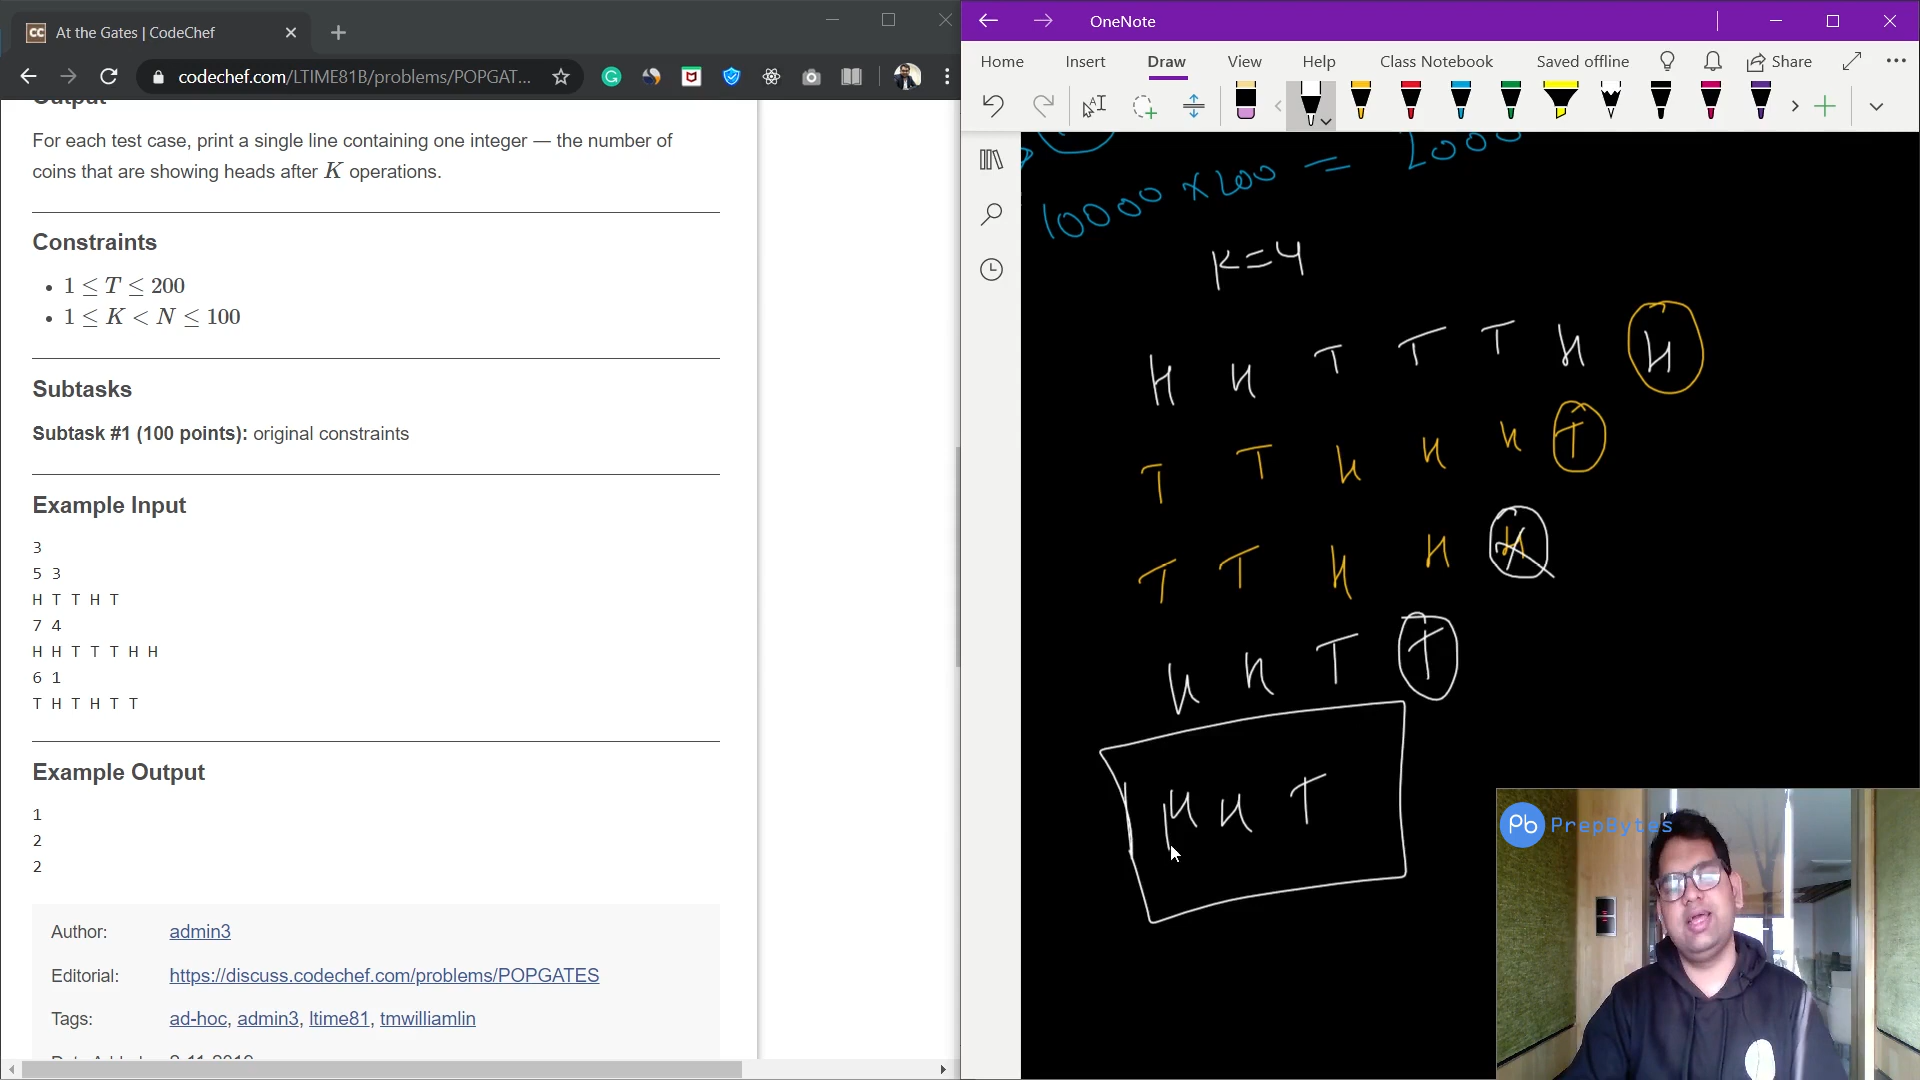 At the Gates | CodeChef
codechef.com/LTIME81B/problems/POPGAT...
Output
For each test case, print a single line containing one integer — the number of
coins that are showing heads after K operations.
Constraints
1 ≤ T ≤ 200
1 ≤ K < N ≤ 100
Subtasks
Subtask #1 (100 points): original constraints
Example Input
3
5 3
H T T H T
7 4
H H T T T H H
6 1
T H T H T T
Example Output
1
2
2
Author: admin3
Editorial: https://discuss.codechef.com/problems/POPGATES
Tags: ad-hoc, admin3, ltime81, tmwilliamlin
OneNote
Home Insert Draw View Help Class Notebook Saved offline Share
10000 × 200 = 2000
K=4
H H T T T H H
T T H H H T
T T H H H
H H T T
H H T
Pb PrepBytes